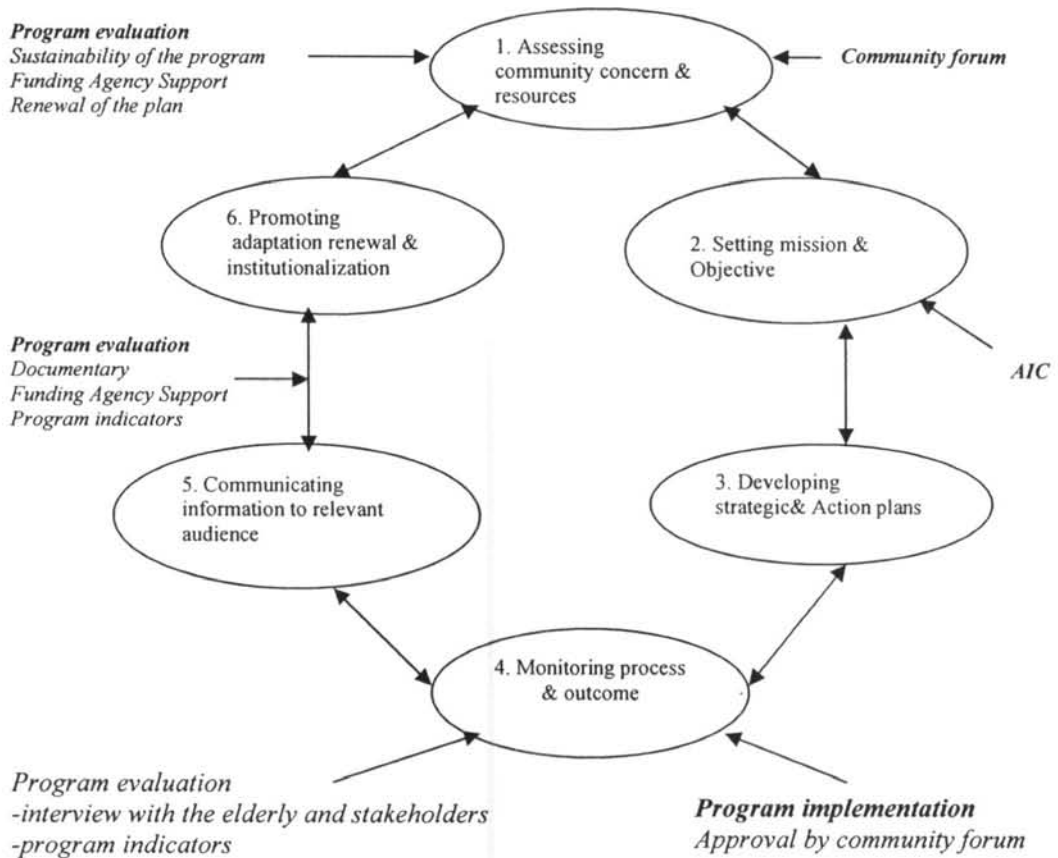 Program evaluation
Sustainability of the program
Funding Agency Support
Renewal of the plan
1. Assessing
community concern &
resources
Community forum
6. Promoting
adaptation renewal &
institutionalization
2. Setting mission &
Objective
AIC
Program evaluation
Documentary
Funding Agency Support
Program indicators
5. Communicating
information to relevant
audience
3. Developing
strategic& Action plans
4. Monitoring process
& outcome
Program evaluation
-interview with the elderly and stakeholders
-program indicators
Program implementation
Approval by community forum